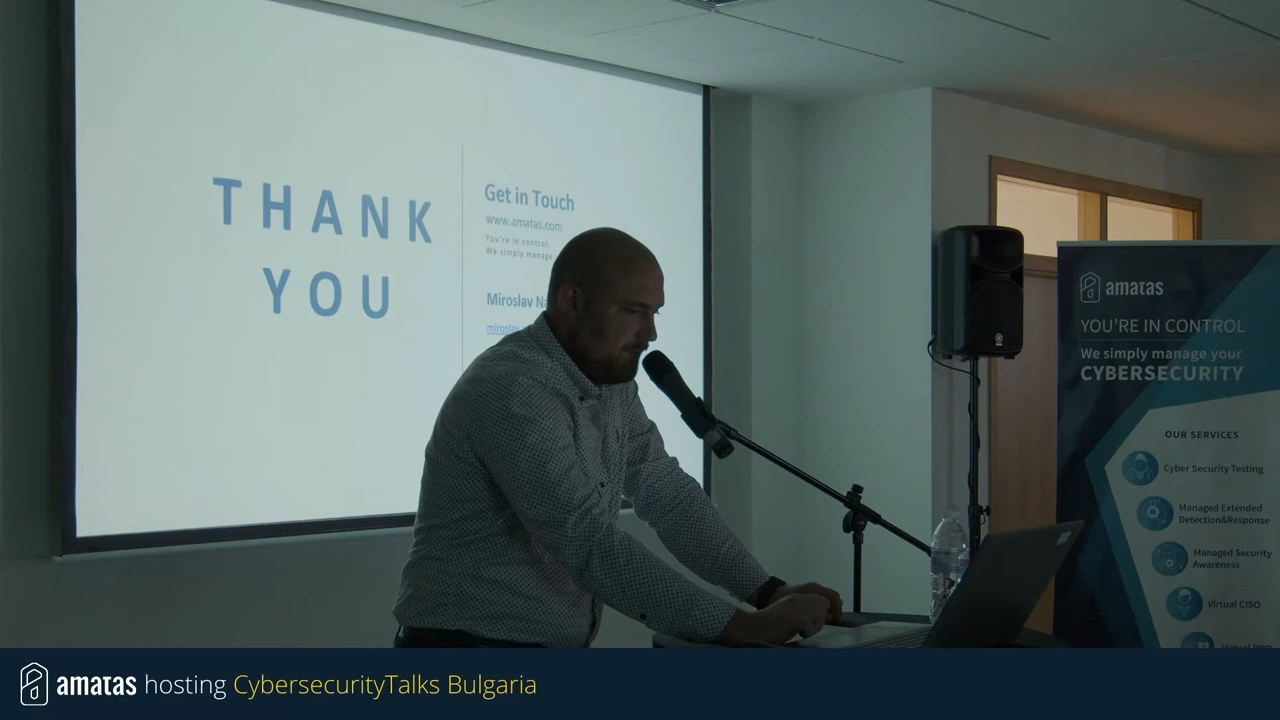 THANK
YOU
Get in Touch
www.amatas.com
You're in control.
We simply manage
Miroslav
amatas
YOU'RE IN CONTROL
We simply manage your
CYBERSECURITY
OUR SERVICES
Cyber Security Testing
Managed Extended
Detection&Response
Managed Security
Awareness
Virtual CISO
amatas hosting CybersecurityTalks Bulgaria